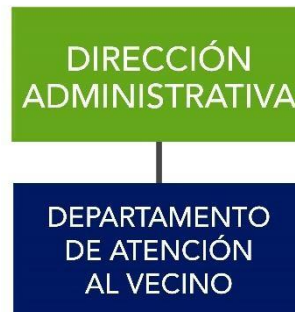 DIRECCIÓN
ADMINISTRATIVA
DEPARTAMENTO
DE ATENCIÓN
AL VECINO